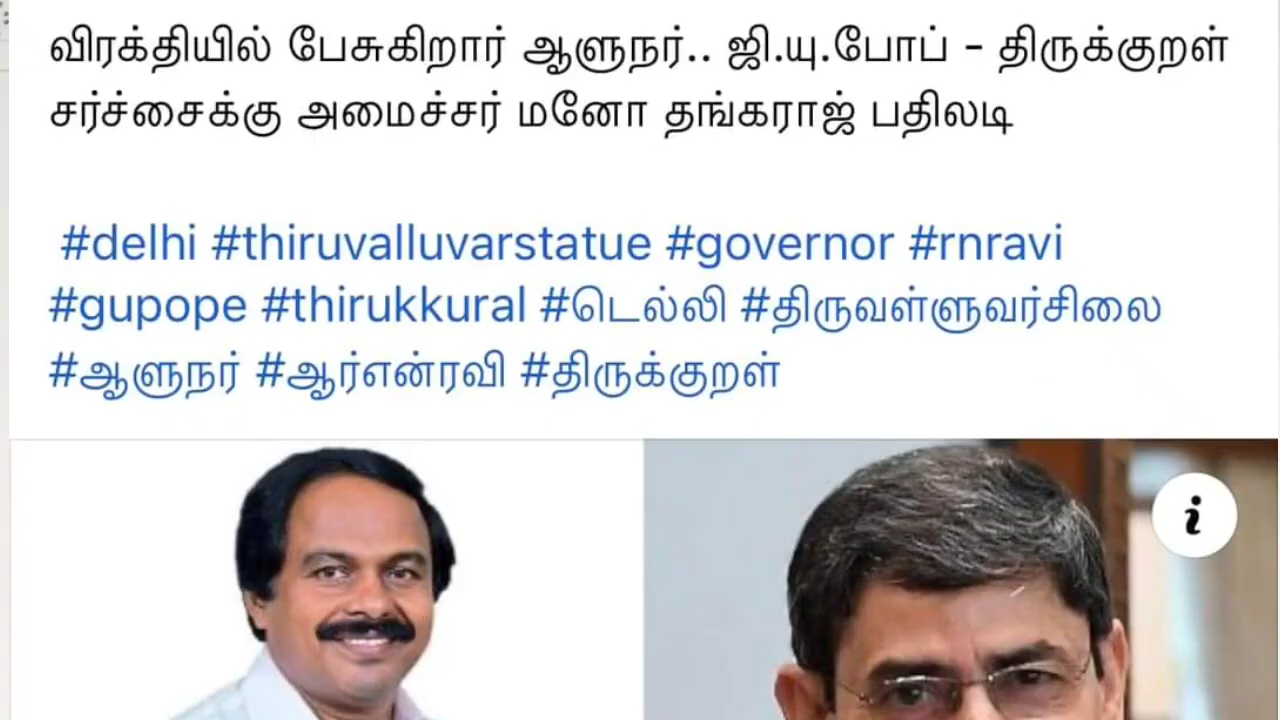 விரக்தியில் பேசுகிறார் ஆளுநர்.. ஜி.யு.போப் - திருக்குறள்
சர்ச்சைக்கு அமைச்சர் மனோ தங்கராஜ் பதிலடி
#delhi #thiruvalluvarstatue #governor #rnravi
#gupope #thirukkural #டெல்லி #திருவள்ளுவர்சிலை
#ஆளுநர் #ஆர்என்ரவி #திருக்குறள்
i